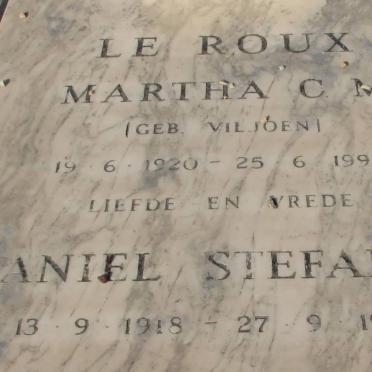 LE ROUX
MARTHA C. M
(GEB. VILJOEN)
19 · 6 · 1920 - 25 · 6 · 199
LIEFDE EN VREDE
ANIEL STEFA
13 · 9 · 1918 - 27 · 9 · 1